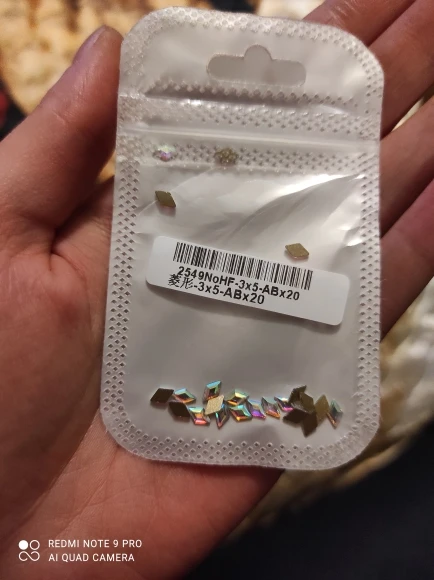 2549NoHF-3x5-ABx20
菱形-3x5-ABx20
REDMI NOTE 9 PRO
AI QUAD CAMERA